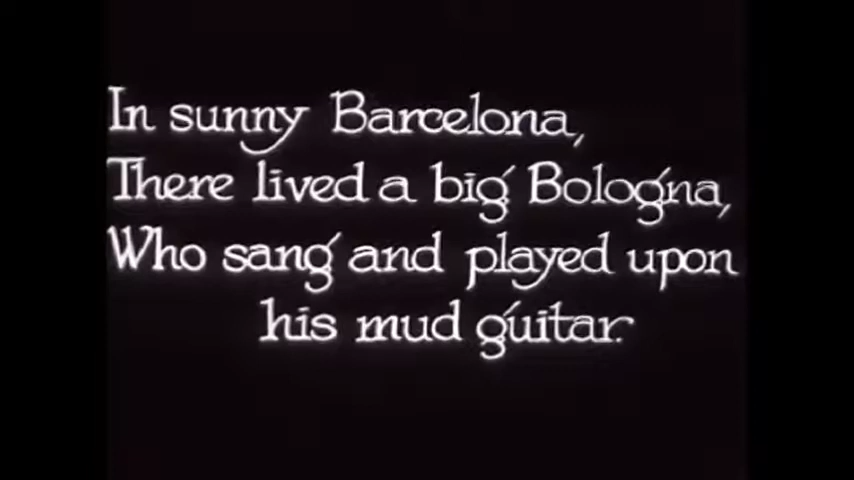 In sunny Barcelona,
There lived a big Bologna,
Who sang and played upon
his mud guitar.